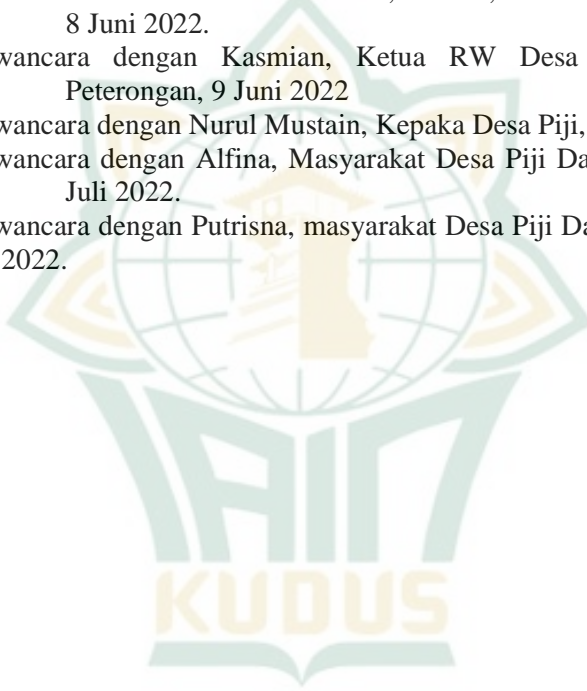 8 Juni 2022.
wancara dengan Kasmian, Ketua RW Desa
Peterongan, 9 Juni 2022
wancara dengan Nurul Mustain, Kepaka Desa Piji,
wancara dengan Alfina, Masyarakat Desa Piji Da
Juli 2022.
wancara dengan Putrisna, masyarakat Desa Piji Da
2022.
IAIN
KUDUS